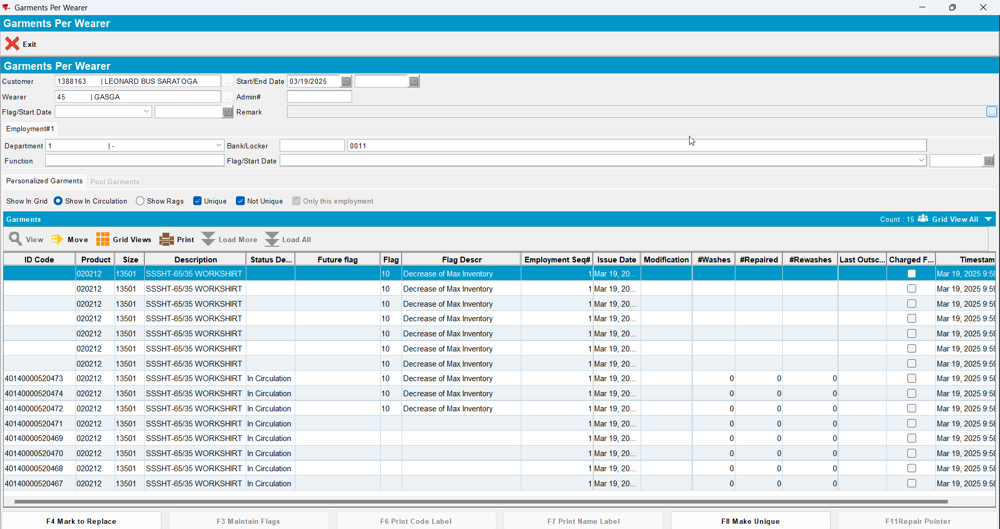 Garments Per Wearer
Garments Per Wearer
Exit
Garments Per Wearer
Customer 1388163 | LEONARD BUS SARATOGA ... Start/End Date 03/19/2025 16 16
Wearer 45 | GASGA ... Admin#
Flag/Start Date 16 Remark ...
Employment#1
Department 1 | - Bank/Locker 0011
Function Flag/Start Date 16
Personalized Garments Pool Garments
Show In Grid Show In Circulation Show Rags Unique Not Unique Only this employment
Garments Count : 15 Grid View All
View Move Grid Views Print Load More Load All
ID Code Product Size Description Status De... Future flag Flag Flag Descr Employment Seq# Issue Date Modification #Washes #Repaired #Rewashes Last Outsc... Charged F... Timestam
020212 13501 SSSHT-65/35 WORKSHIRT 10 Decrease of Max Inventory 1 Mar 19, 20... Mar 19, 2025 9:59
020212 13501 SSSHT-65/35 WORKSHIRT 10 Decrease of Max Inventory 1 Mar 19, 20... Mar 19, 2025 9:59
020212 13501 SSSHT-65/35 WORKSHIRT 10 Decrease of Max Inventory 1 Mar 19, 20... Mar 19, 2025 9:59
020212 13501 SSSHT-65/35 WORKSHIRT 10 Decrease of Max Inventory 1 Mar 19, 20... Mar 19, 2025 9:59
020212 13501 SSSHT-65/35 WORKSHIRT 10 Decrease of Max Inventory 1 Mar 19, 20... Mar 19, 2025 9:59
020212 13501 SSSHT-65/35 WORKSHIRT 10 Decrease of Max Inventory 1 Mar 19, 20... Mar 19, 2025 9:59
020212 13501 SSSHT-65/35 WORKSHIRT 10 Decrease of Max Inventory 1 Mar 19, 20... Mar 19, 2025 9:59
40140000520473 020212 13501 SSSHT-65/35 WORKSHIRT In Circulation 10 Decrease of Max Inventory 1 Mar 19, 20... 0 0 0 Mar 19, 2025 9:58
40140000520474 020212 13501 SSSHT-65/35 WORKSHIRT In Circulation 10 Decrease of Max Inventory 1 Mar 19, 20... 0 0 0 Mar 19, 2025 9:58
40140000520472 020212 13501 SSSHT-65/35 WORKSHIRT In Circulation 10 Decrease of Max Inventory 1 Mar 19, 20... 0 0 0 Mar 19, 2025 9:58
40140000520471 020212 13501 SSSHT-65/35 WORKSHIRT In Circulation 1 Mar 19, 20... 0 0 0 Mar 19, 2025 9:58
40140000520469 020212 13501 SSSHT-65/35 WORKSHIRT In Circulation 1 Mar 19, 20... 0 0 0 Mar 19, 2025 9:58
40140000520470 020212 13501 SSSHT-65/35 WORKSHIRT In Circulation 1 Mar 19, 20... 0 0 0 Mar 19, 2025 9:58
40140000520468 020212 13501 SSSHT-65/35 WORKSHIRT In Circulation 1 Mar 19, 20... 0 0 0 Mar 19, 2025 9:58
40140000520467 020212 13501 SSSHT-65/35 WORKSHIRT In Circulation 1 Mar 19, 20... 0 0 0 Mar 19, 2025 9:58
F4 Mark to Replace F3 Maintain Flags F6 Print Code Label F7 Print Name Label F8 Make Unique F11Repair Pointer